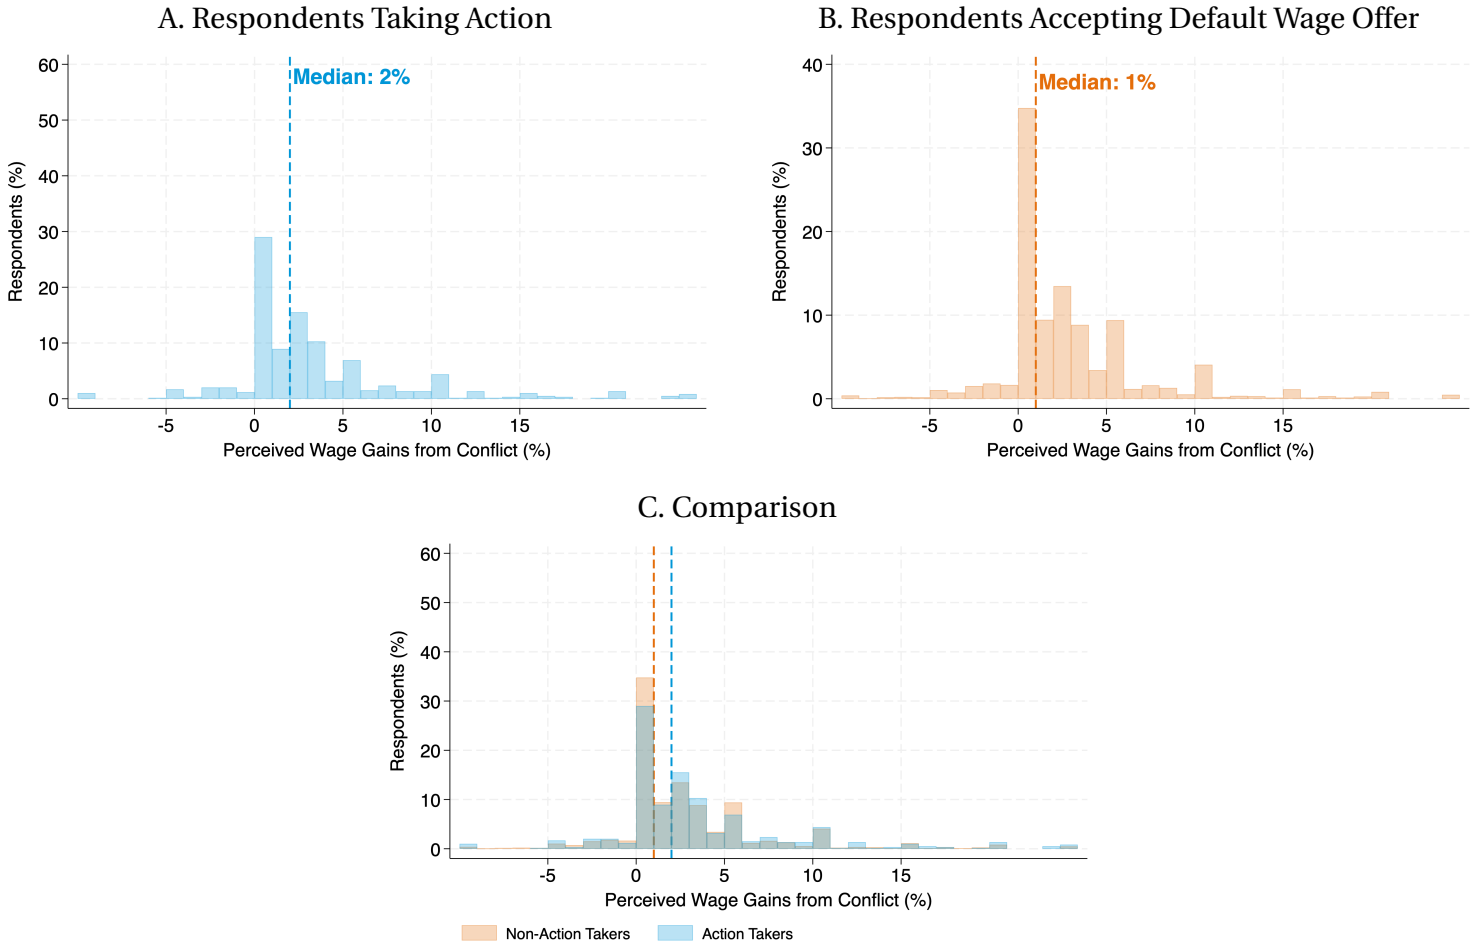 A. Respondents Taking Action
Median: 2%
Respondents (%)
60
50
40
30
20
10
0
-5 0 5 10 15
Perceived Wage Gains from Conflict (%)
B. Respondents Accepting Default Wage Offer
Median: 1%
Respondents (%)
40
30
20
10
0
-5 0 5 10 15
Perceived Wage Gains from Conflict (%)
C. Comparison
Respondents (%)
60
50
40
30
20
10
0
-5 0 5 10 15
Perceived Wage Gains from Conflict (%)
Non-Action Takers Action Takers